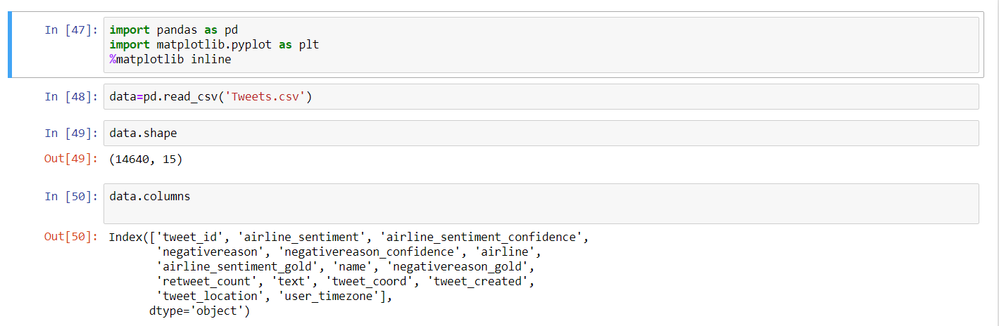 In [47]: import pandas as pd
import matplotlib.pyplot as plt
%matplotlib inline
In [48]: data=pd.read_csv('Tweets.csv')
In [49]: data.shape
Out[49]: (14640, 15)
In [50]: data.columns
Out[50]: Index(['tweet_id', 'airline_sentiment', 'airline_sentiment_confidence',
'negativereason', 'negativereason_confidence', 'airline',
'airline_sentiment_gold', 'name', 'negativereason_gold',
'retweet_count', 'text', 'tweet_coord', 'tweet_created',
'tweet_location', 'user_timezone'],
dtype='object')